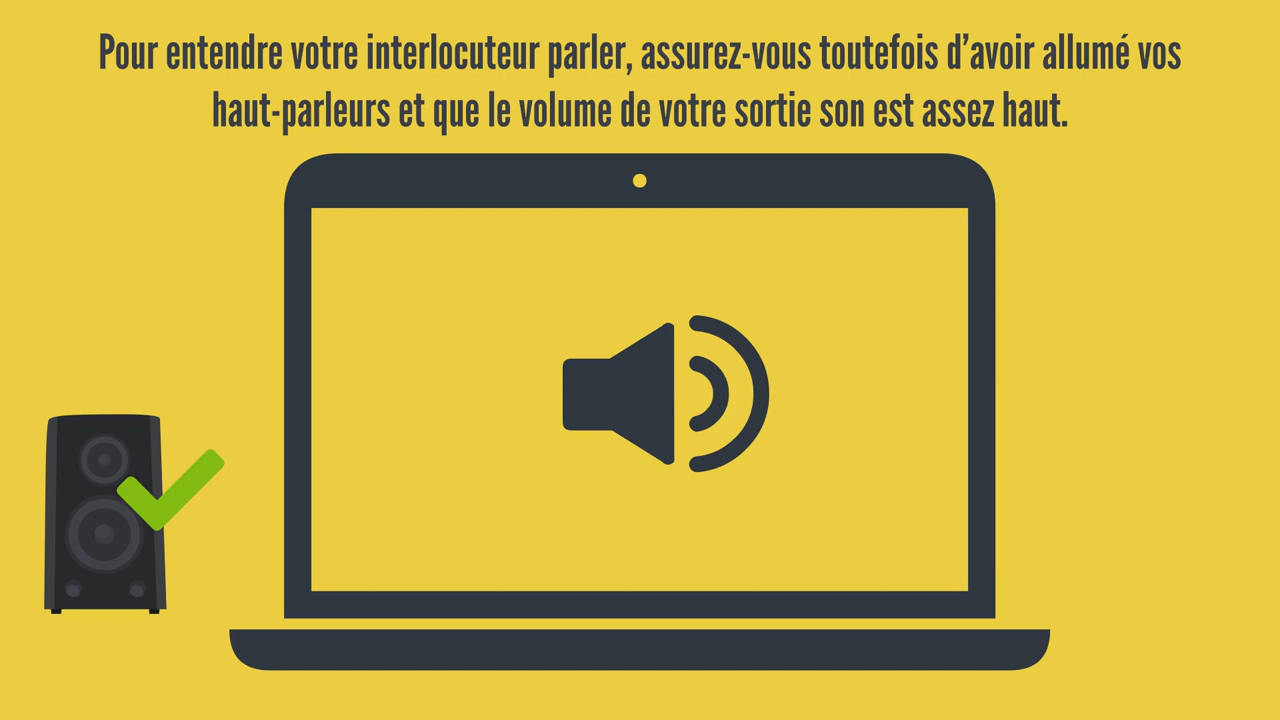 Pour entendre votre interlocuteur parler, assurez-vous toutefois d’avoir allumé vos
haut-parleurs et que le volume de votre sortie son est assez haut.